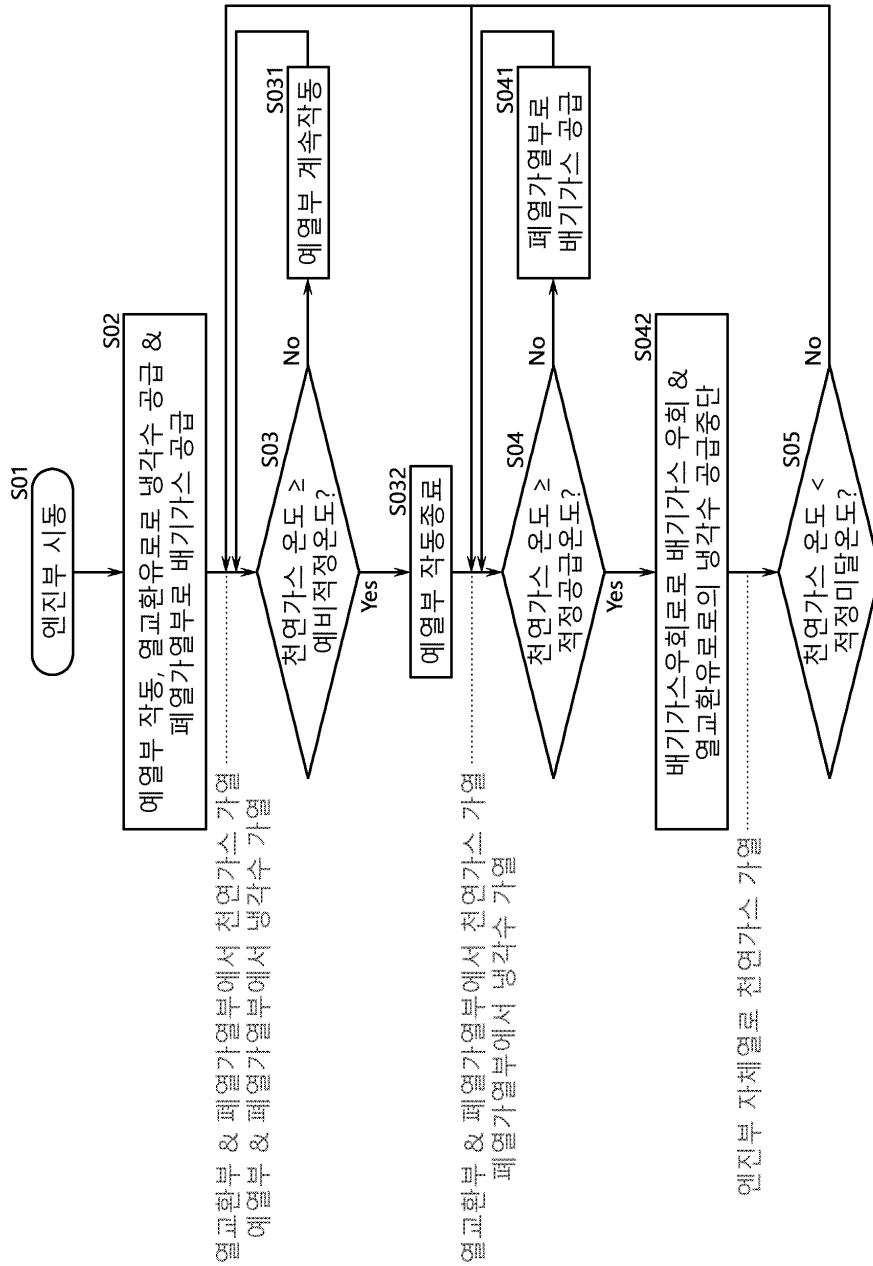 S01
엔진부 시동
S02
예열부 작동, 열교환유로로 냉각수 공급 &
폐열가열부로 배기가스 공급
열교환부 & 폐열가열부에서 천연가스 가열
예열부 & 폐열가열부에서 냉각수 가열
S03
천연가스 온도 ≥
예비적정온도?
No
S031
예열부 계속작동
Yes
S032
예열부 작동종료
열교환부 & 폐열가열부에서 천연가스 가열
폐열가열부에서 냉각수 가열
S04
천연가스 온도 ≥
적정공급온도?
No
S041
폐열가열부로
배기가스 공급
Yes
S042
배기가스우회로로 배기가스 우회 &
열교환유로로의 냉각수 공급중단
엔진부 자체열로 천연가스 가열
S05
천연가스 온도 <
적정미달온도?
No